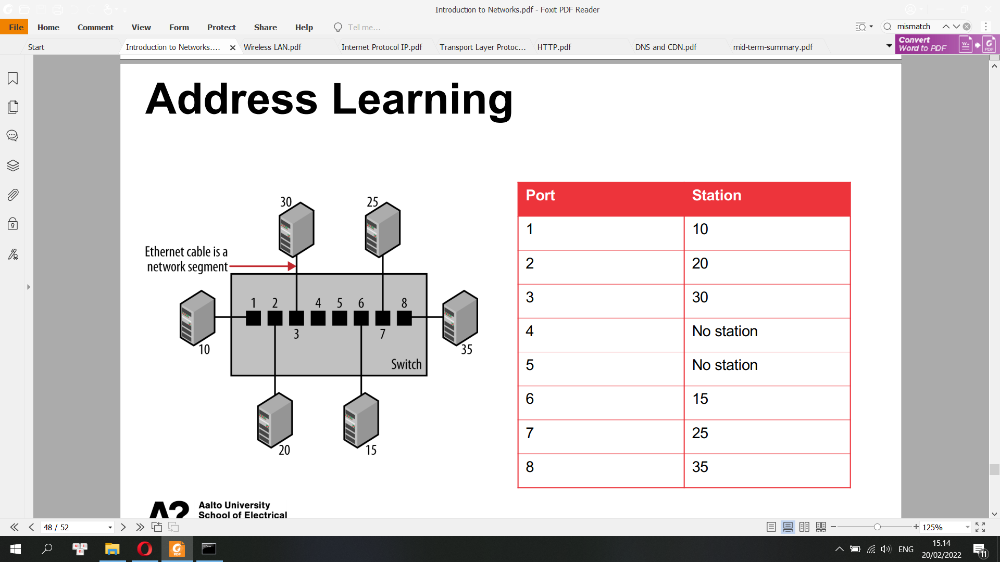 Introduction to Networks.pdf - Foxit PDF Reader
File Home Comment View Form Protect Share Help Tell me... mismatch
Start Introduction to Networks.... Wireless LAN.pdf Internet Protocol IP.pdf Transport Layer Protoc... HTTP.pdf DNS and CDN.pdf mid-term-summary.pdf
Convert
Word to PDF
PDF
Address Learning
30 25
Ethernet cable is a
network segment
1 2 4 5 6 8
3 7
10 35
Switch
20 15
Port Station
1 10
2 20
3 30
4 No station
5 No station
6 15
7 25
8 35
A?
Aalto University
School of Electrical
48 / 52 125%
PDF
ENG
15.14
20/02/2022
11